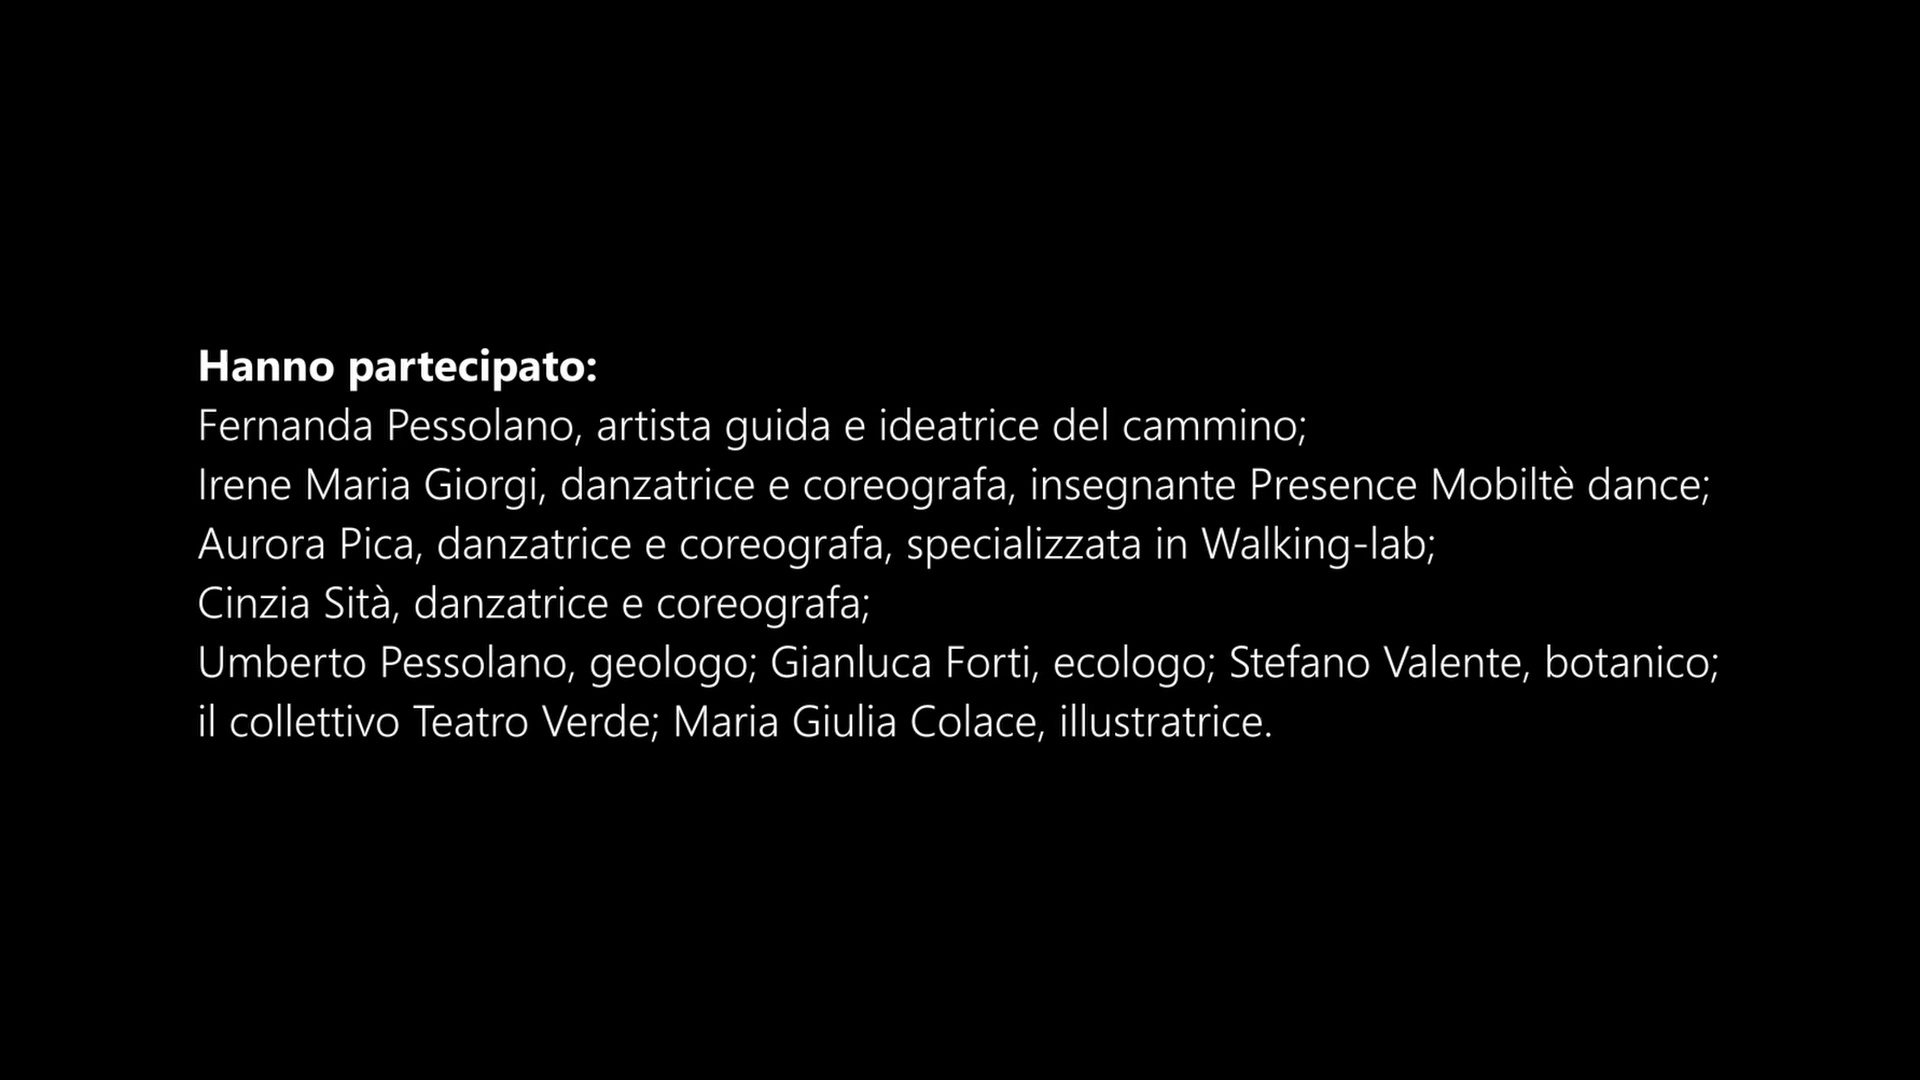 Hanno partecipato:
Fernanda Pessolano, artista guida e ideatrice del cammino;
Irene Maria Giorgi, danzatrice e coreografa, insegnante Presence Mobiltè dance;
Aurora Pica, danzatrice e coreografa, specializzata in Walking-lab;
Cinzia Sità, danzatrice e coreografa;
Umberto Pessolano, geologo; Gianluca Forti, ecologo; Stefano Valente, botanico;
il collettivo Teatro Verde; Maria Giulia Colace, illustratrice.